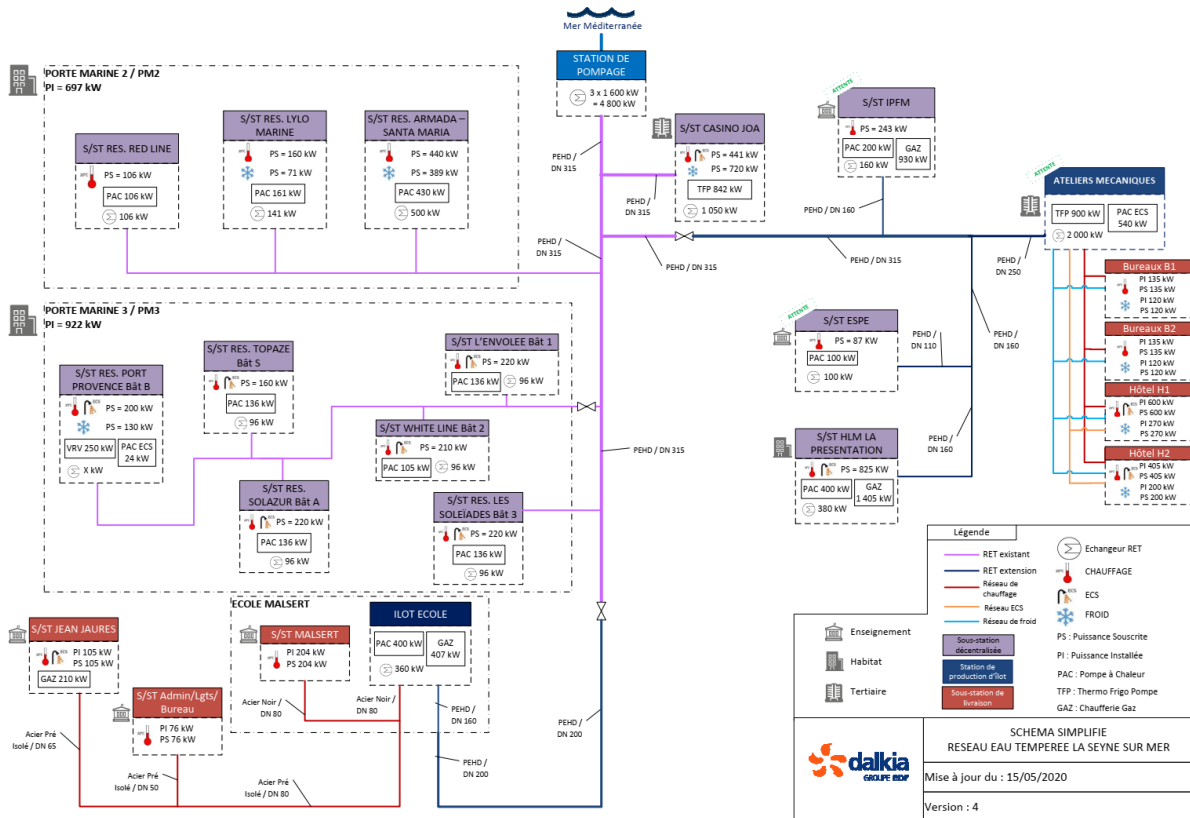 Mer Méditerranée
STATION DE
POMPAGE
3 x 1 600 kW
= 4 800 kW
PORTE MARINE 2 / PM2
PI = 697 kW
S/ST RES. RED LINE
PS = 106 kW
PAC 106 kW
106 kW
S/ST RES. LYLO
MARINE
PS = 160 kW
PS = 71 kW
PAC 161 kW
141 kW
S/ST RES. ARMADA –
SANTA MARIA
PS = 440 kW
PS = 389 kW
PAC 430 kW
500 kW
PEHD /
DN 315
S/ST CASINO JOA
ECS
PS = 441 kW
PS = 720 kW
TFP 842 kW
1 050 kW
PEHD /
DN 315
PEHD /
DN 315
PEHD / DN 315
ATTENTE
S/ST IPFM
PS = 243 kW
PAC 200 kW
GAZ
930 kW
160 kW
PEHD / DN 160
PEHD / DN 315
PEHD /
DN 250
ATTENTE
ATELIERS MECANIQUES
TFP 900 kW
PAC ECS
540 kW
2 000 kW
Bureaux B1
PI 135 kW
PS 135 kW
PI 120 kW
PS 120 kW
Bureaux B2
PI 135 kW
PS 135 kW
PI 120 kW
PS 120 kW
Hôtel H1
ECS
PI 600 kW
PS 600 kW
PI 270 kW
PS 270 kW
Hôtel H2
ECS
PI 405 kW
PS 405 kW
PI 200 kW
PS 200 kW
PORTE MARINE 3 / PM3
PI = 922 kW
S/ST RES. PORT
PROVENCE Bât B
ECS
PS = 200 kW
PS = 130 kW
VRV 250 kW
PAC ECS
24 kW
X kW
S/ST RES. TOPAZE
Bât S
ECS
PS = 160 kW
PAC 136 kW
96 kW
S/ST L'ENVOLEE Bât 1
ECS
PS = 220 kW
PAC 136 kW
96 kW
S/ST WHITE LINE Bât 2
ECS
PS = 210 kW
PAC 105 kW
96 kW
S/ST RES.
SOLAZUR Bât A
ECS
PS = 220 kW
PAC 136 kW
96 kW
S/ST RES. LES
SOLEÏADES Bât 3
ECS
PS = 220 kW
PAC 136 kW
96 kW
PEHD / DN 315
ATTENTE
S/ST ESPE
PS = 87 KW
PAC 100 kW
100 kW
PEHD /
DN 110
PEHD /
DN 160
S/ST HLM LA
PRESENTATION
ECS
PS = 825 KW
PAC 400 kW
GAZ
1 405 kW
380 kW
PEHD /
DN 160
ECOLE MALSERT
S/ST JEAN JAURES
ECS
PI 105 kW
PS 105 kW
GAZ 210 kW
S/ST MALSERT
PI 204 kW
PS 204 kW
ILOT ECOLE
PAC 400 kW
GAZ
407 kW
360 kW
S/ST Admin/Lgts/
Bureau
PI 76 kW
PS 76 kW
Acier Noir /
DN 80
Acier Noir /
DN 80
PEHD /
DN 160
PEHD /
DN 200
PEHD /
DN 200
Acier Pré
Isolé / DN 65
Acier Pré
Isolé / DN 50
Acier Pré
Isolé / DN 80
Légende
RET existant
RET extension
Réseau de
chauffage
Réseau ECS
Réseau de froid
Sous-station
décentralisée
Station de
production d'îlot
Sous-station de
livraison
Echangeur RET
CHAUFFAGE
ECS
ECS
FROID
PS : Puissance Souscrite
PI : Puissance Installée
PAC : Pompe à Chaleur
TFP : Thermo Frigo Pompe
GAZ : Chaufferie Gaz
Enseignement
Habitat
Tertiaire
dalkia
GROUPE EDF
SCHEMA SIMPLIFIE
RESEAU EAU TEMPEREE LA SEYNE SUR MER
Mise à jour du : 15/05/2020
Version : 4